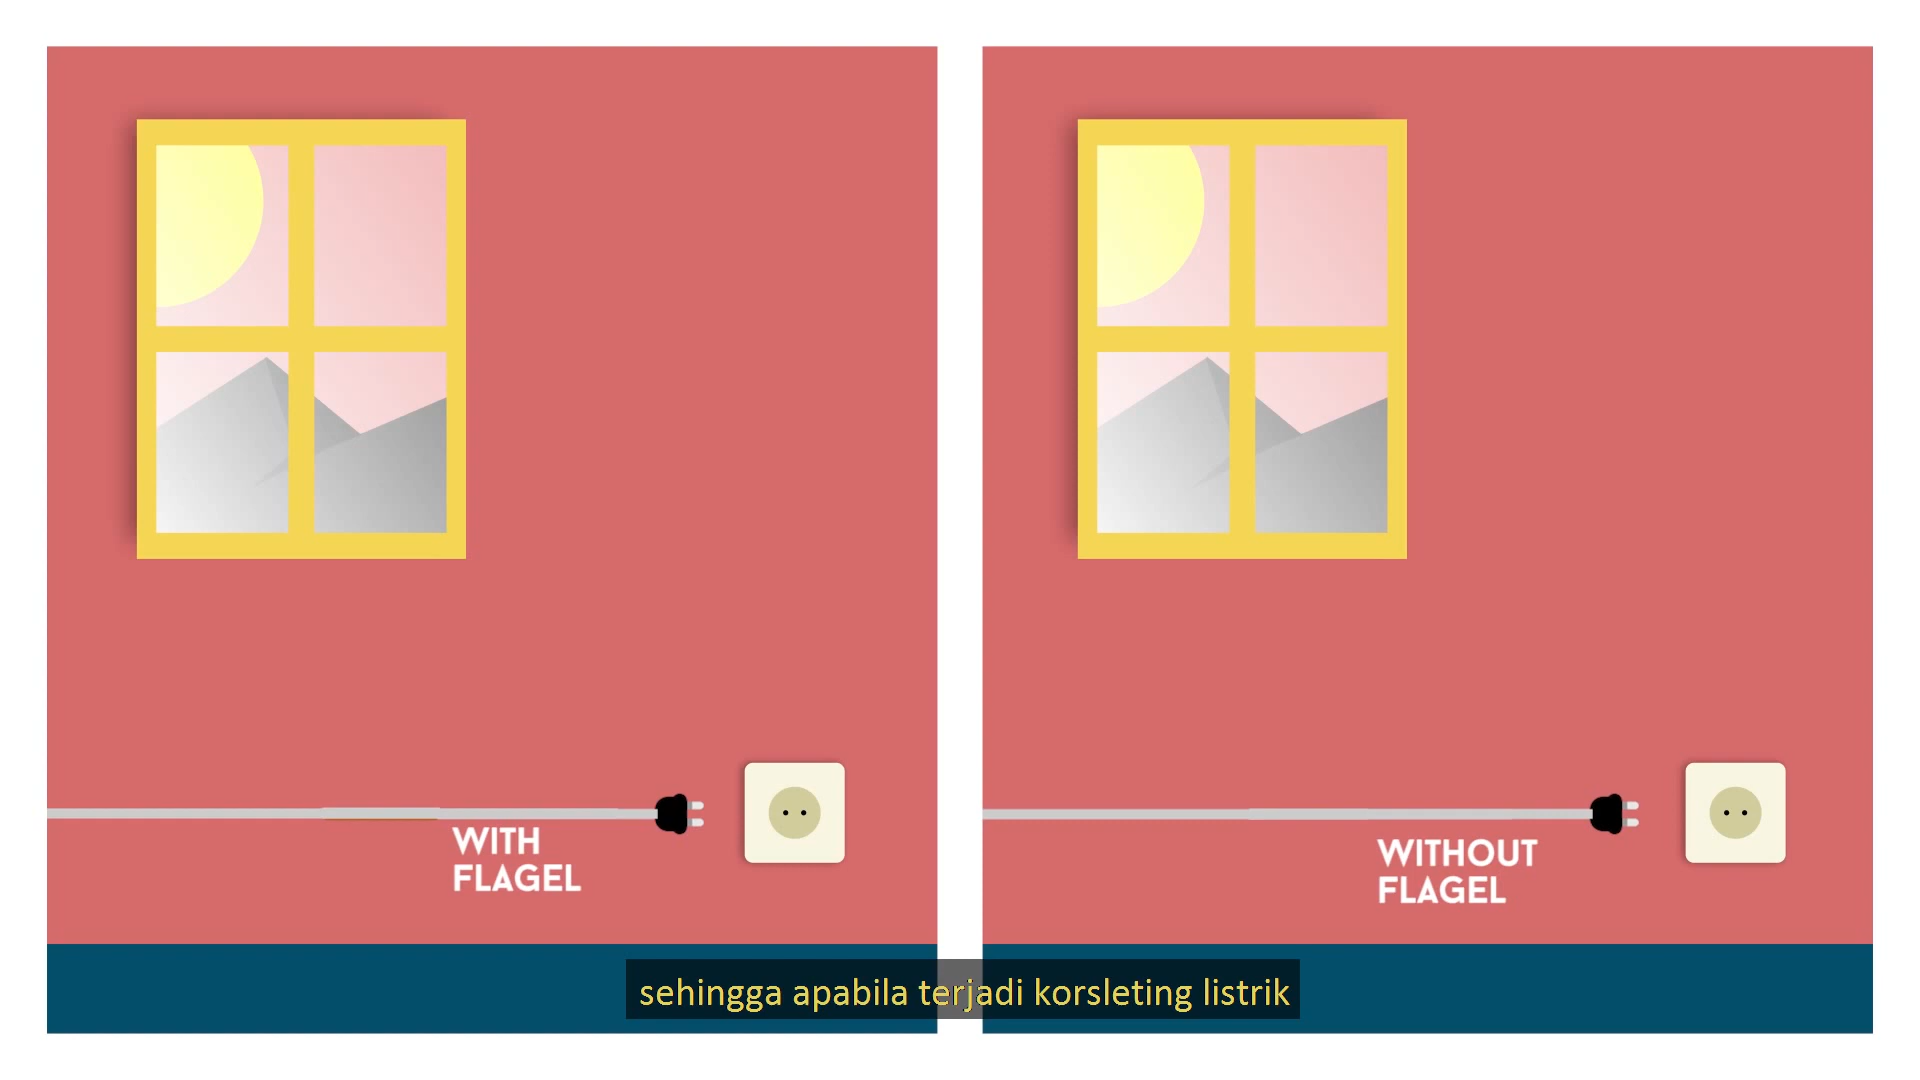 WITH
FLAGEL
WITHOUT
FLAGEL
sehingga apabila terjadi korsleting listrik